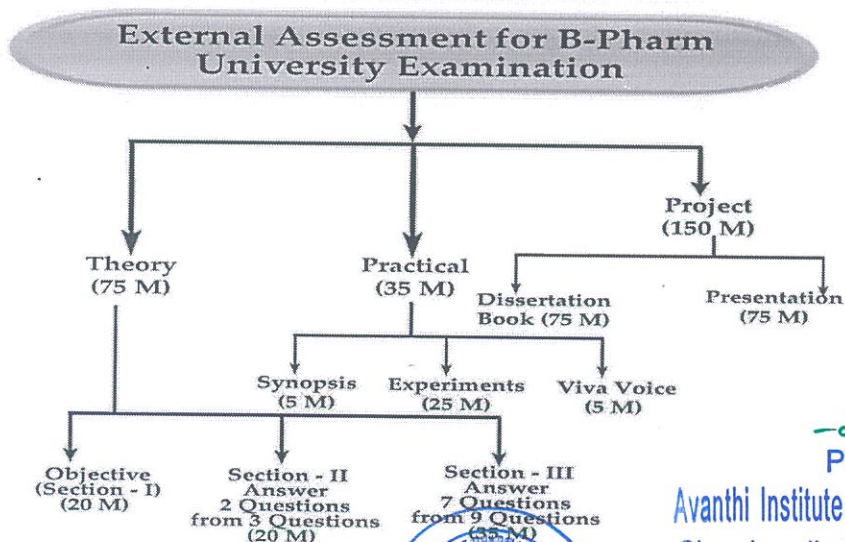 External Assessment for B-Pharm
University Examination
Project
(150 M)
Theory
(75 M)
Practical
(35 M)
Dissertation
Book (75 M)
Presentation
(75 M)
Synopsis
(5 M)
Experiments
(25 M)
Viva Voice
(5 M)
Objective
(Section - I)
(20 M)
Section - II
Answer
2 Questions
from 3 Questions
(20 M)
Section - III
Answer
7 Questions
from 9 Questions
(35 M)
P
Avanthi Institute